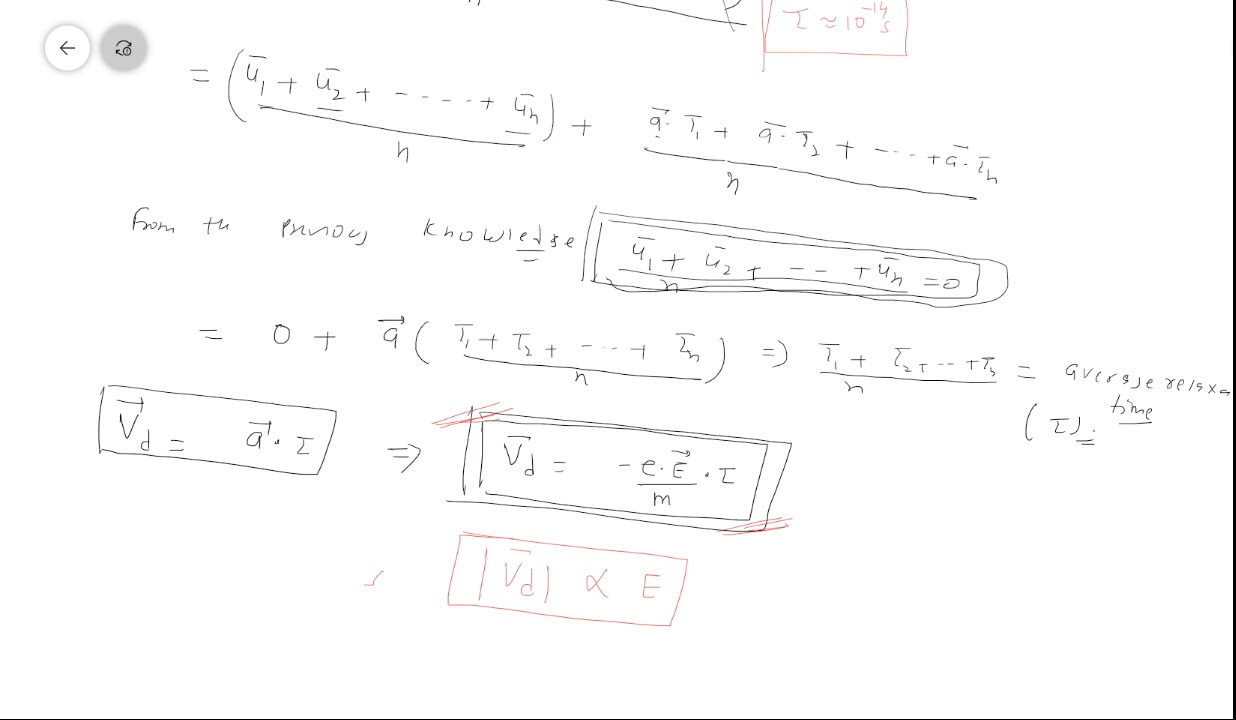 τ ≈ 10⁻¹⁴ s
= (ū₁ + ū₂ + - - - - - + ūₙ)/n + (a⃗·τ₁ + a⃗·τ₂ + - - - - + a⃗·τₙ)/n
From the previous knowledge (ū₁ + ū₂ + - - - + ūₙ)/n = 0
= 0 + a⃗ ((τ₁ + τ₂ + - - - - + τₙ)/n) ⇒ (τ₁ + τ₂ + - - - + τₙ)/n = average relaxa
time
(τ).
V⃗d = a⃗·τ ⇒ V⃗d = (-e·E⃗)/m · τ
|V⃗d| ∝ E